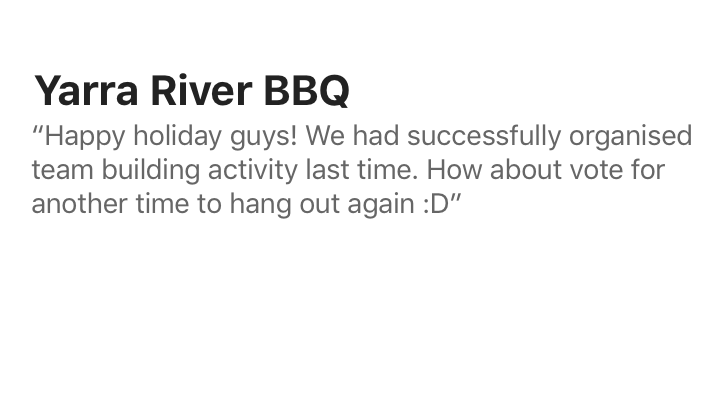 Yarra River BBQ
“Happy holiday guys! We had successfully organised
team building activity last time. How about vote for
another time to hang out again :D”